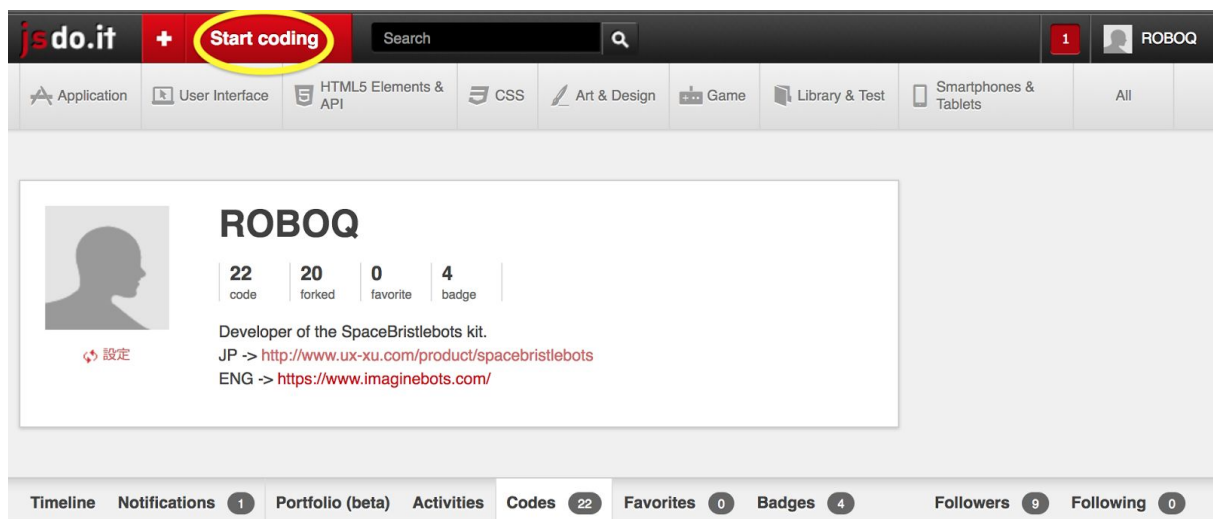 jsdo.it + Start coding Search 1 ROBOQ
Application User Interface HTML5 Elements & API CSS Art & Design Game Library & Test Smartphones & Tablets All
ROBOQ
22 20 0 4
code forked favorite badge
Developer of the SpaceBristlebots kit.
設定 JP -> http://www.ux-xu.com/product/spacebristlebots
ENG -> https://www.imaginebots.com/
Timeline Notifications 1 Portfolio (beta) Activities Codes 22 Favorites 0 Badges 4 Followers 9 Following 0